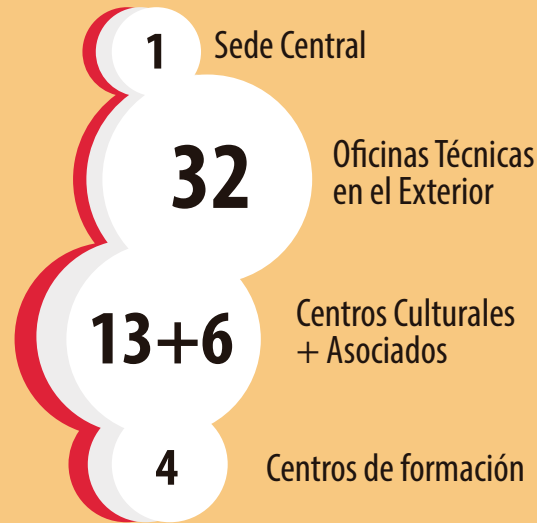 1 Sede Central
32 Oficinas Técnicas
en el Exterior
13+6 Centros Culturales
+ Asociados
4 Centros de formación